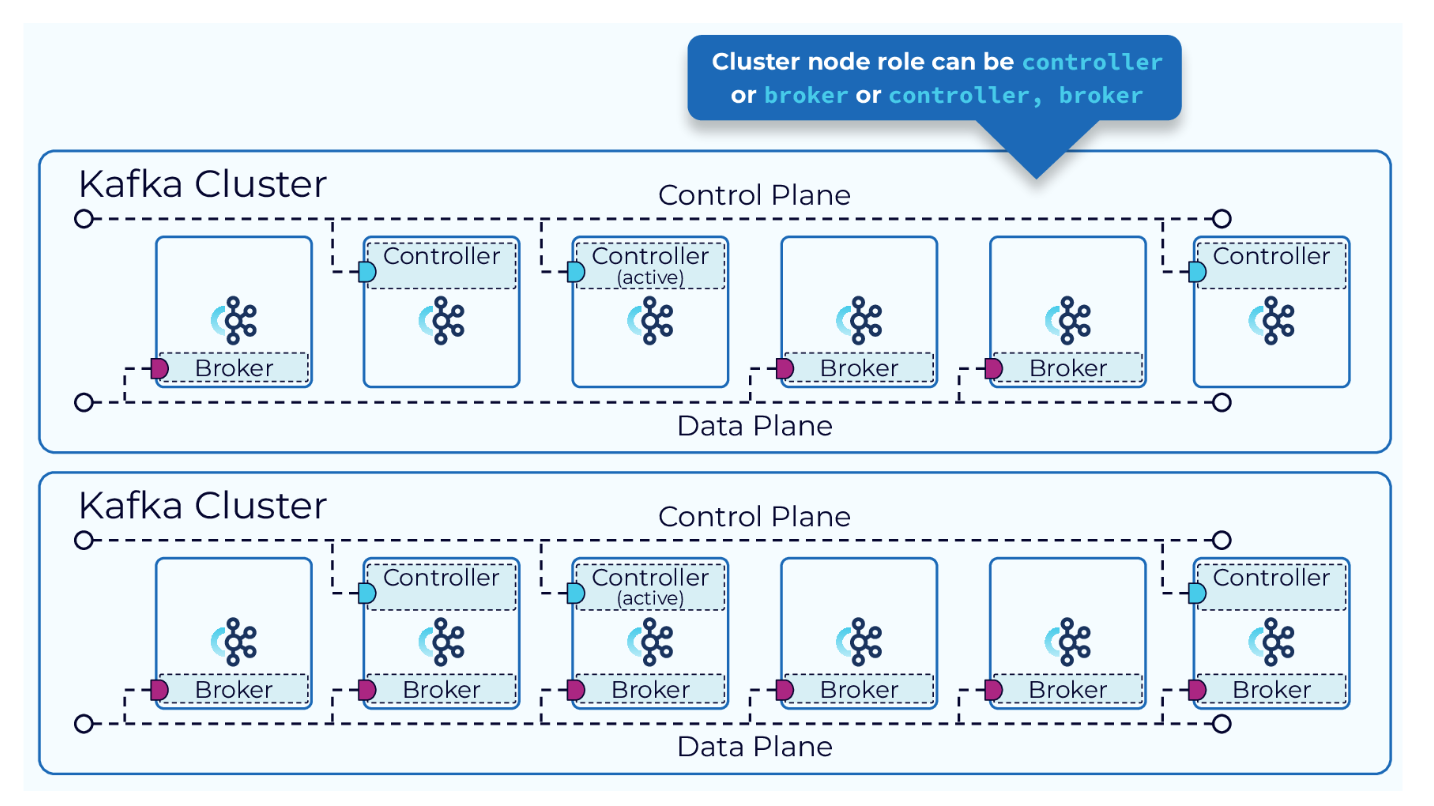 Cluster node role can be controller
or broker or controller, broker
Kafka Cluster
Control Plane
Controller
Controller
(active)
Controller
Broker
Broker
Broker
Data Plane
Kafka Cluster
Control Plane
Controller
Controller
(active)
Controller
Broker
Broker
Broker
Broker
Broker
Broker
Data Plane